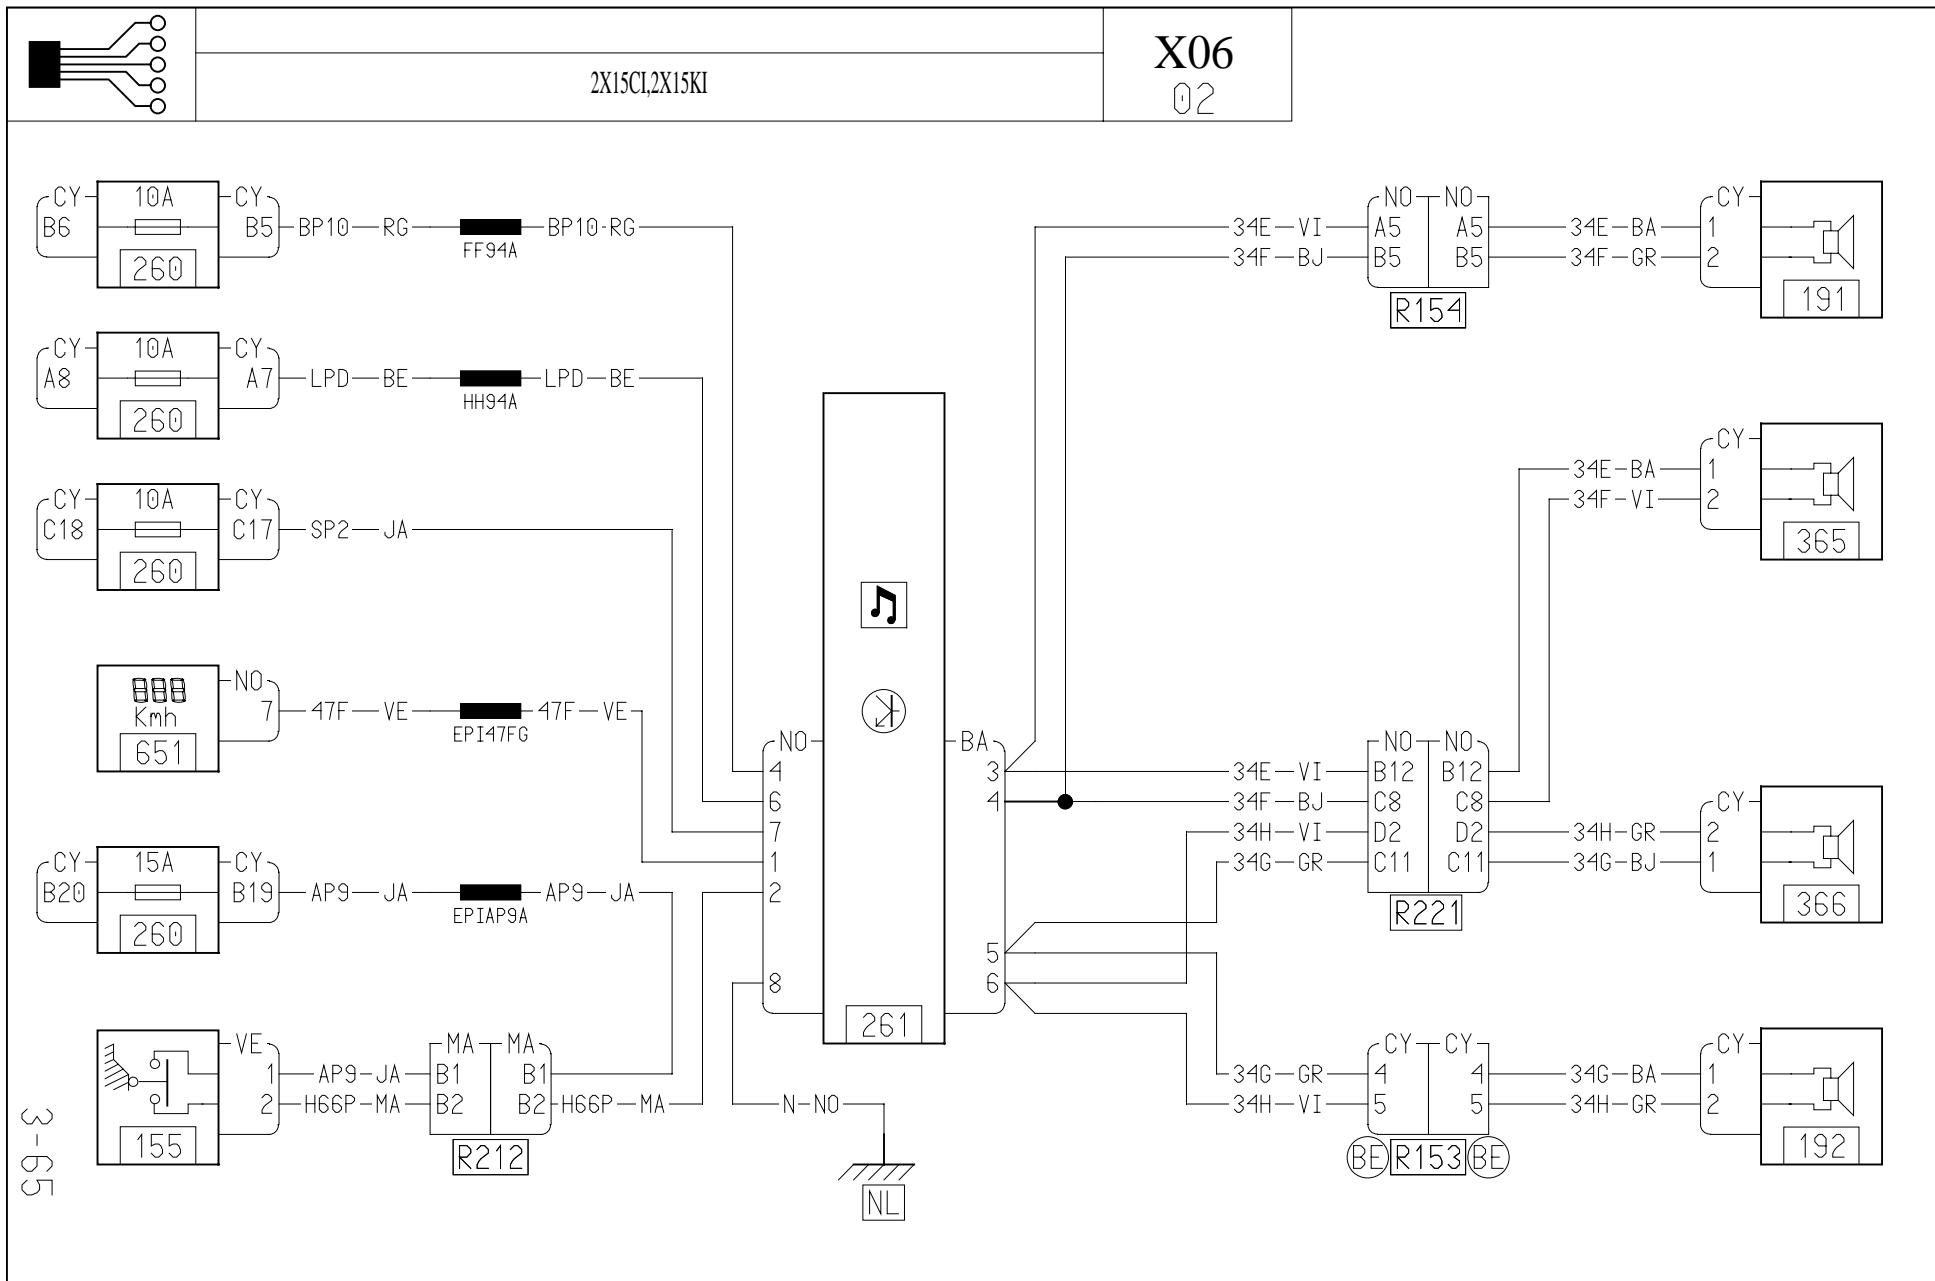 X06
2X15CI,2X15KI
02
CY 10A CY
B6 B5 BP10 RG BP10-RG
FF94A
260
CY 10A CY
A8 A7 LPD BE LPD BE
HH94A
260
CY 10A CY
C18 C17 SP2 JA
260
NO
Kmh 7 47F VE 47F VE
EPI47FG
651
CY 15A CY
B20 B19 AP9 JA AP9 JA
EPIAP9A
260
VE MA MA
1 AP9-JA B1 B1
2 H66P-MA B2 B2 H66P-MA
155
R212
NO BA
4 3
6 4
7
1
2
5
8 6
261
N-NO
NL
NO NO CY
34E-VI A5 A5 34E-BA 1
34F-BJ B5 B5 34F-GR 2
R154
191
CY
34E-BA 1
34F-VI 2
365
NO NO
34E-VI B12 B12
34F-BJ C8 C8 CY
34H-VI D2 D2 34H-GR 2
34G-GR C11 C11 34G-BJ 1
R221
366
CY CY CY
34G-GR 4 4 34G-BA 1
34H-VI 5 5 34H-GR 2
BE R153 BE
192
3-65